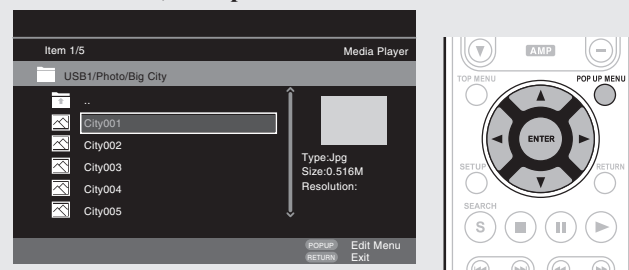 Item 1/5
Media Player
USB1/Photo/Big City
..
City001
City002
City003
City004
City005
Type:Jpg
Size:0.516M
Resolution:
POPUP Edit Menu
RETURN Exit
AMP
TOP MENU
POP UP MENU
ENTER
SETUP
RETURN
SEARCH
S